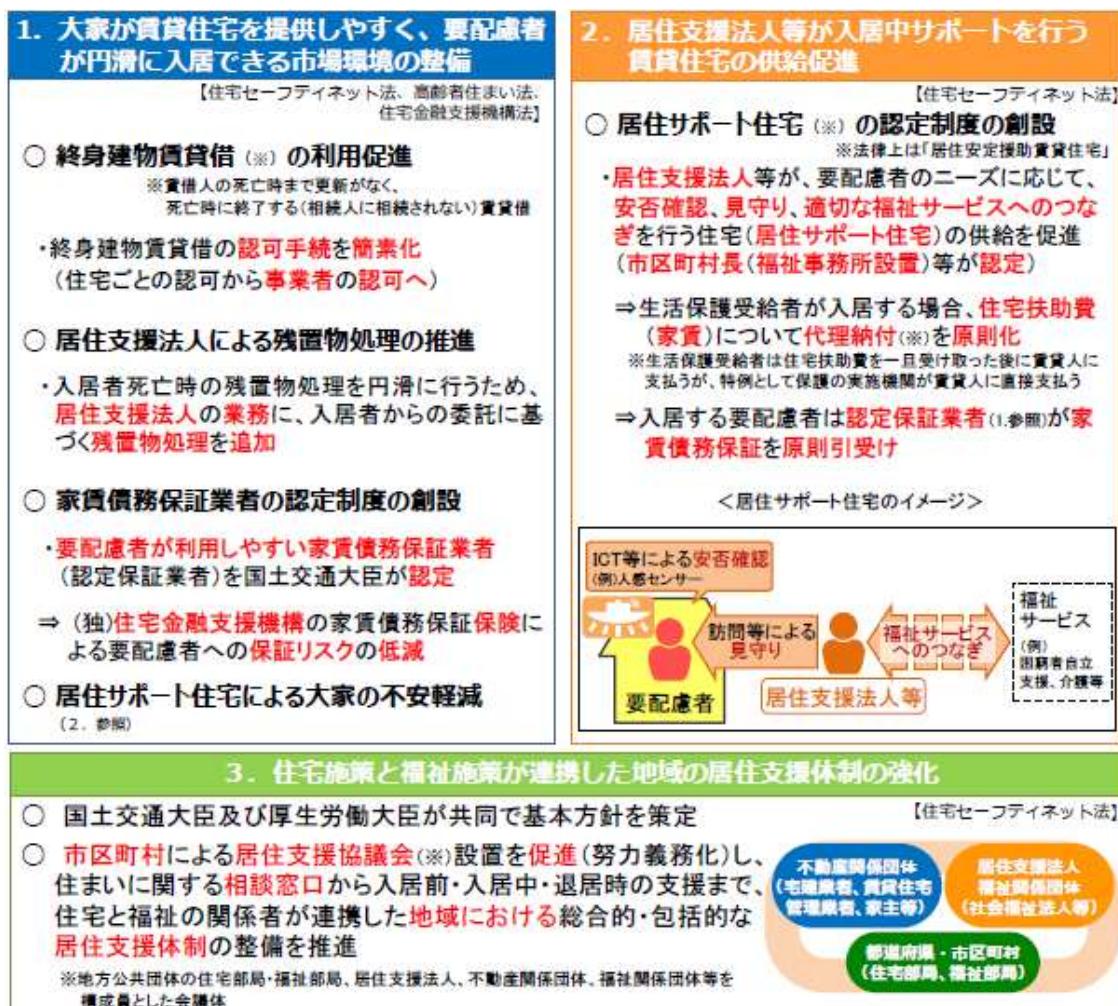 1．大家が賃貸住宅を提供しやすく、要配慮者
が円滑に入居できる市場環境の整備
【住宅セーフティネット法、高齢者住まい法、
住宅金融支援機構法】
○ 終身建物賃貸借（※）の利用促進
※賃借人の死亡時まで更新がなく、
死亡時に終了する（相続人に相続されない）賃貸借
・終身建物賃貸借の認可手続を簡素化
（住宅ごとの認可から事業者の認可へ）
○ 居住支援法人による残置物処理の推進
・入居者死亡時の残置物処理を円滑に行うため、
居住支援法人の業務に、入居者からの委託に基
づく残置物処理を追加
○ 家賃債務保証業者の認定制度の創設
・要配慮者が利用しやすい家賃債務保証業者
（認定保証業者）を国土交通大臣が認定
⇒ （独）住宅金融支援機構の家賃債務保証保険に
よる要配慮者への保証リスクの低減
○ 居住サポート住宅による大家の不安軽減
（2．参照）
2．居住支援法人等が入居中サポートを行う
賃貸住宅の供給促進
【住宅セーフティネット法】
○ 居住サポート住宅（※）の認定制度の創設
※法律上は「居住安定援助賃貸住宅」
・居住支援法人等が、要配慮者のニーズに応じて、
安否確認、見守り、適切な福祉サービスへのつな
ぎを行う住宅（居住サポート住宅）の供給を促進
（市区町村長（福祉事務所設置）等が認定）
⇒生活保護受給者が入居する場合、住宅扶助費
（家賃）について代理納付（※）を原則化
※生活保護受給者は住宅扶助費を一旦受け取った後に賃貸人に
支払うが、特例として保護の実施機関が賃貸人に直接支払う
⇒入居する要配慮者は認定保証業者（1.参照）が家
賃債務保証を原則引受け
＜居住サポート住宅のイメージ＞
ICT等による安否確認
（例）人感センサー
訪問等による
見守り
要配慮者
居住支援法人等
福祉サービス
へのつなぎ
福祉
サービス
（例）
困窮者自立
支援、介護等
3．住宅施策と福祉施策が連携した地域の居住支援体制の強化
【住宅セーフティネット法】
○ 国土交通大臣及び厚生労働大臣が共同で基本方針を策定
○ 市区町村による居住支援協議会（※）設置を促進（努力義務化）し、
住まいに関する相談窓口から入居前・入居中・退居時の支援まで、
住宅と福祉の関係者が連携した地域における総合的・包括的な
居住支援体制の整備を推進
※地方公共団体の住宅部局・福祉部局、居住支援法人、不動産関係団体、福祉関係団体等を
構成員とした会議体
不動産関係団体
（宅建業者、賃貸住宅
管理業者、家主等）
居住支援法人
福祉関係団体
（社会福祉法人等）
都道府県・市区町村
（住宅部局、福祉部局）